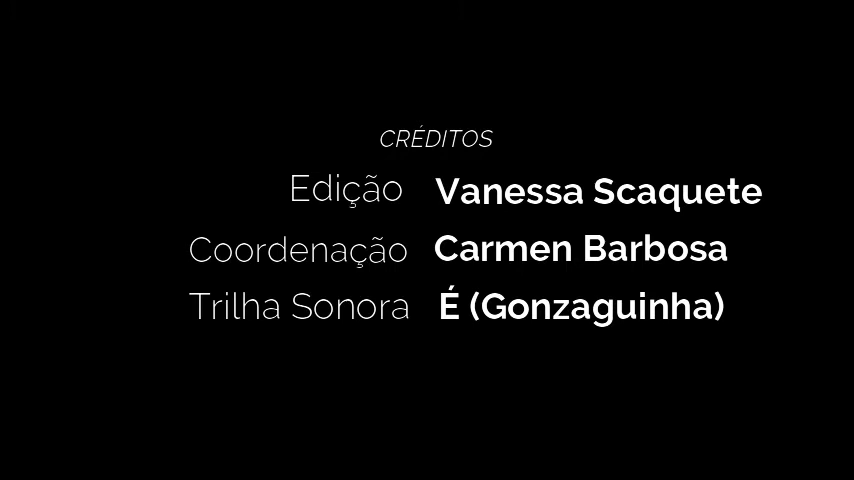 CRÉDITOS
Edição Vanessa Scaquete
Coordenação Carmen Barbosa
Trilha Sonora É (Gonzaguinha)